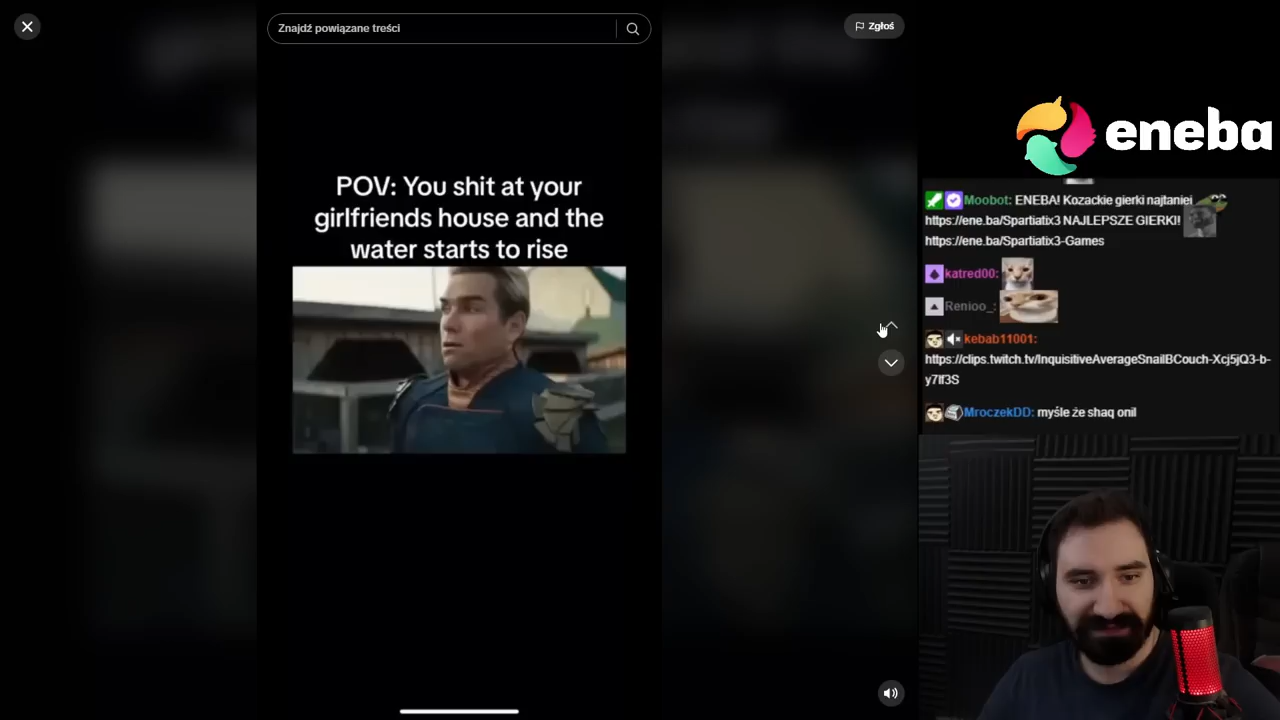 Znajdź powiązane treści
Zgłoś
POV: You shit at your
girlfriends house and the
water starts to rise
eneba
Moobot: ENEBA! Kozackie gierki najtaniej
https://ene.ba/Spartiatix3 NAJLEPSZE GIERKI!
https://ene.ba/Spartiatix3-Games
katred00:
Renioo_:
kebab11001:
https://clips.twitch.tv/InquisitiveAverageSnailBCouch-Xcj5jQ3-b-
y7lf3S
MroczekDD: myśle że shaq onil